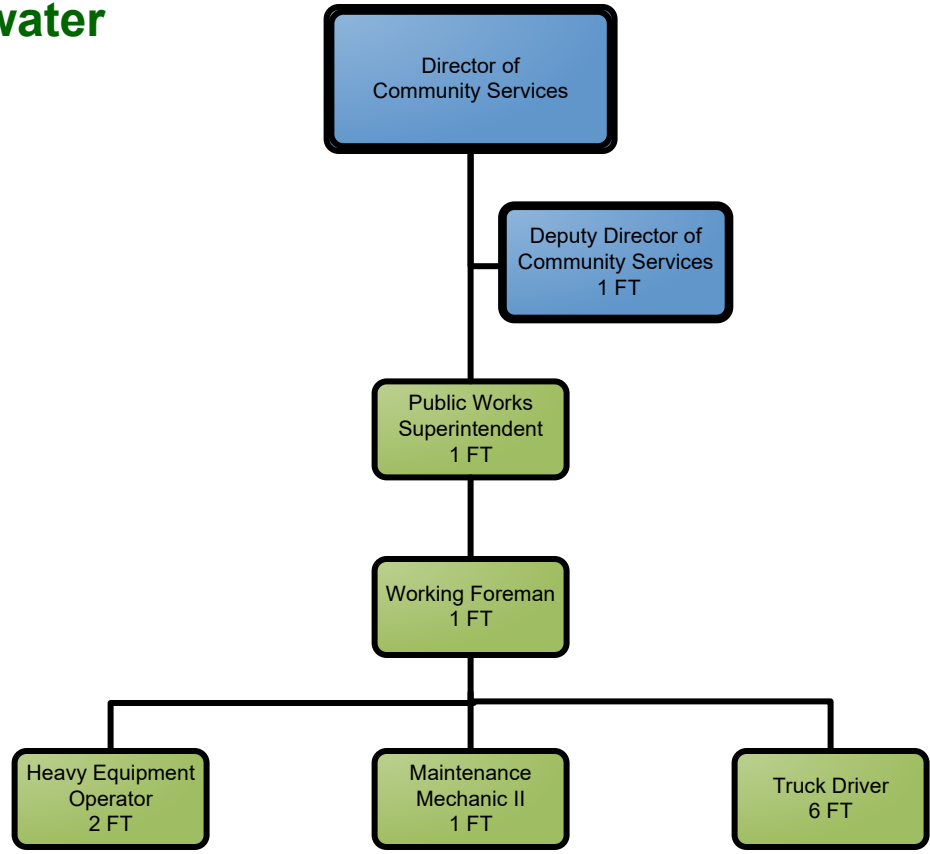 water
Director of
Community Services
Deputy Director of
Community Services
1 FT
Public Works
Superintendent
1 FT
Working Foreman
1 FT
Heavy Equipment
Operator
2 FT
Maintenance
Mechanic II
1 FT
Truck Driver
6 FT